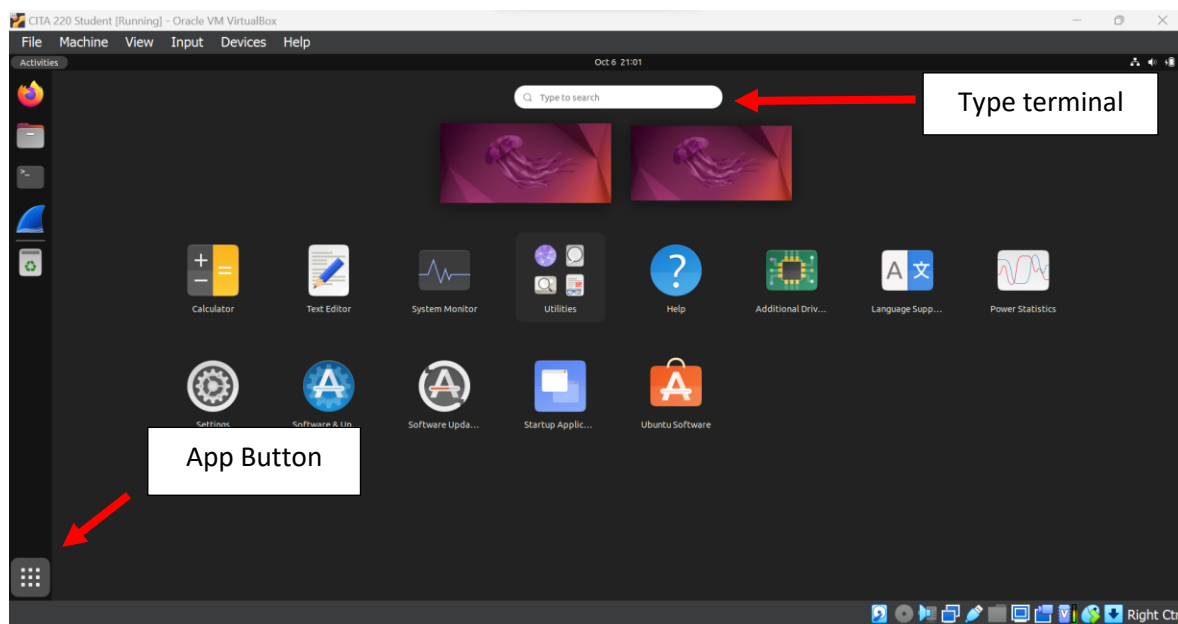 CITA 220 Student [Running] - Oracle VM VirtualBox
File Machine View Input Devices Help
Activities Oct 6 21:01
Type to search
Type terminal
Calculator Text Editor System Monitor Utilities Help Additional Driv... Language Supp... Power Statistics
Settings Software & Up Software Upda... Startup Applic... Ubuntu Software
App Button
Right Ctr